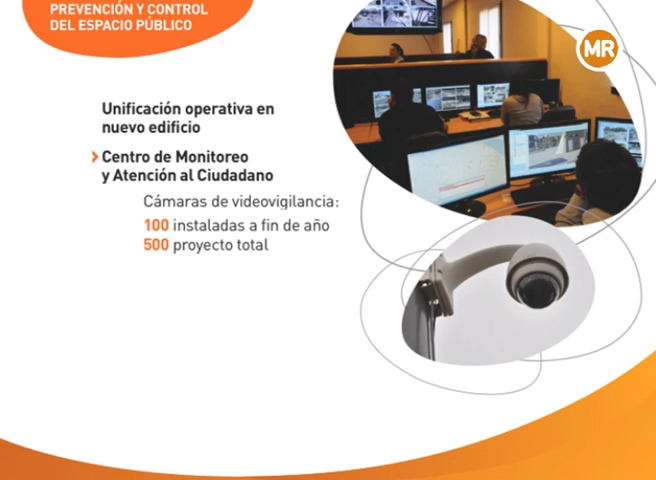 PREVENCIÓN Y CONTROL
DEL ESPACIO PÚBLICO
MR
Unificación operativa en
nuevo edificio
Centro de Monitoreo
y Atención al Ciudadano
Cámaras de videovigilancia:
100 instaladas a fin de año
500 proyecto total